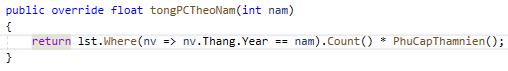 public override float tongPCTheoNam(int nam)
{
    return lst.Where(nv => nv.Thang.Year == nam).Count() * PhuCapThamnien();
}